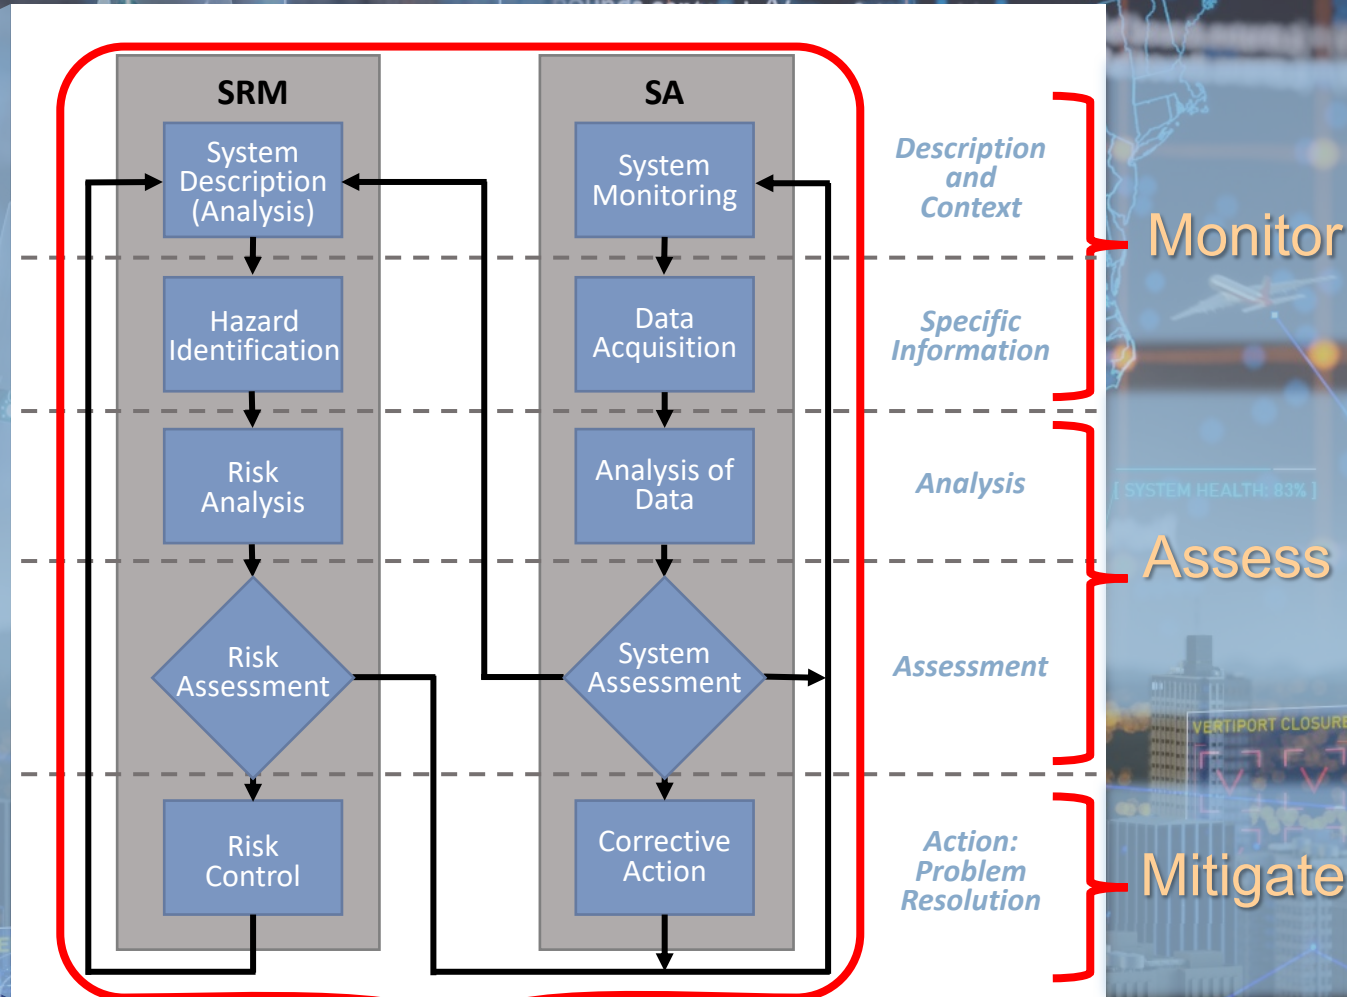 SRM
SA
System
Description
(Analysis)
System
Monitoring
Description
and
Context
Monitor
Hazard
Identification
Data
Acquisition
Specific
Information
Risk
Analysis
Analysis of
Data
Analysis
[ SYSTEM HEALTH: 83% ]
Assess
Risk
Assessment
System
Assessment
Assessment
VERTIPORT CLOSURE
Risk
Control
Corrective
Action
Action:
Problem
Resolution
Mitigate